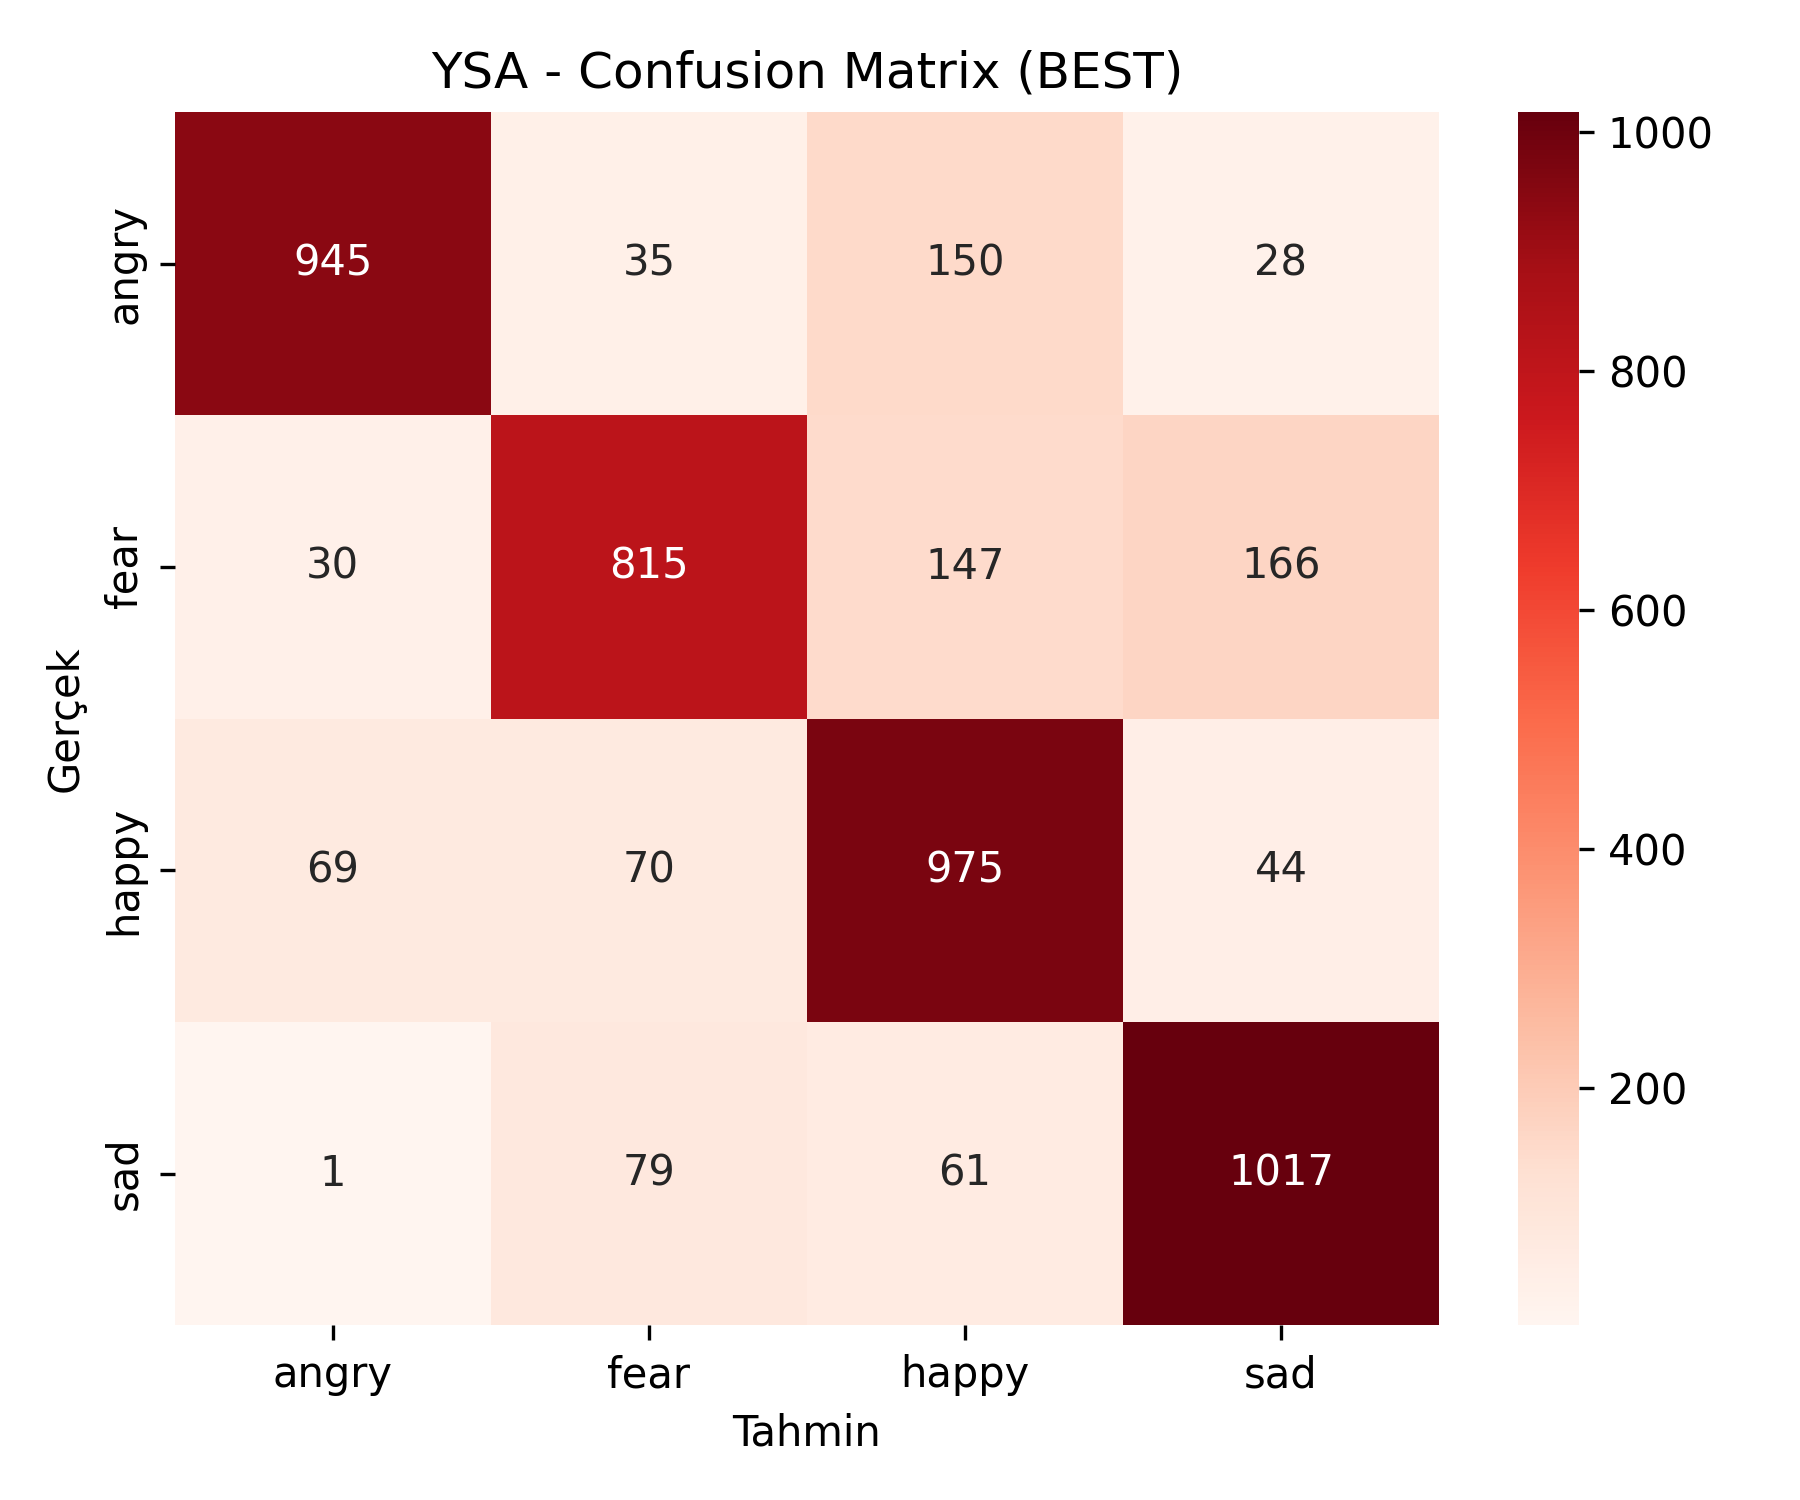 YSA - Confusion Matrix (BEST)
1000
angry 945 35 150 28
800
fear 30 815 147 166
600
Gerçek
happy 69 70 975 44
400
200
sad 1 79 61 1017
angry fear happy sad
Tahmin